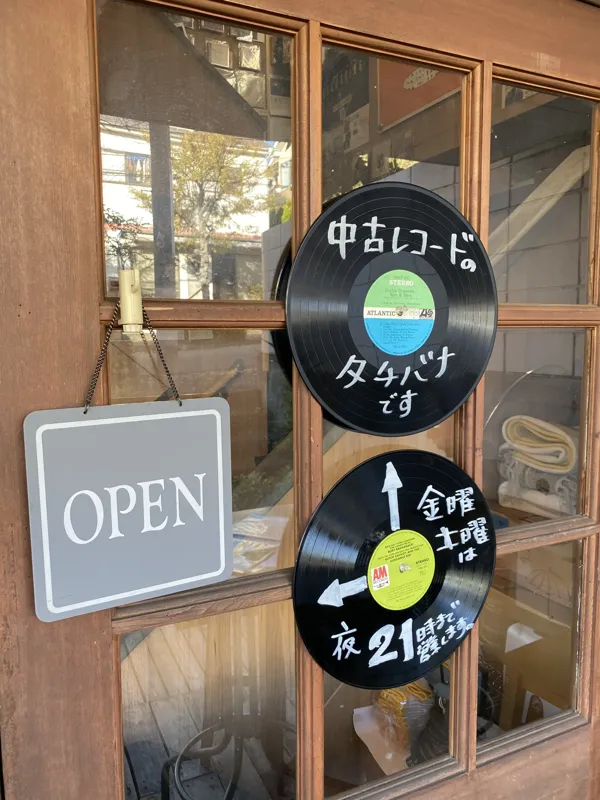 中古レコードの
STEREO
ATLANTIC
タチバナ
です
OPEN
金曜
土曜
は
A&M
夜21時まで
営業します。